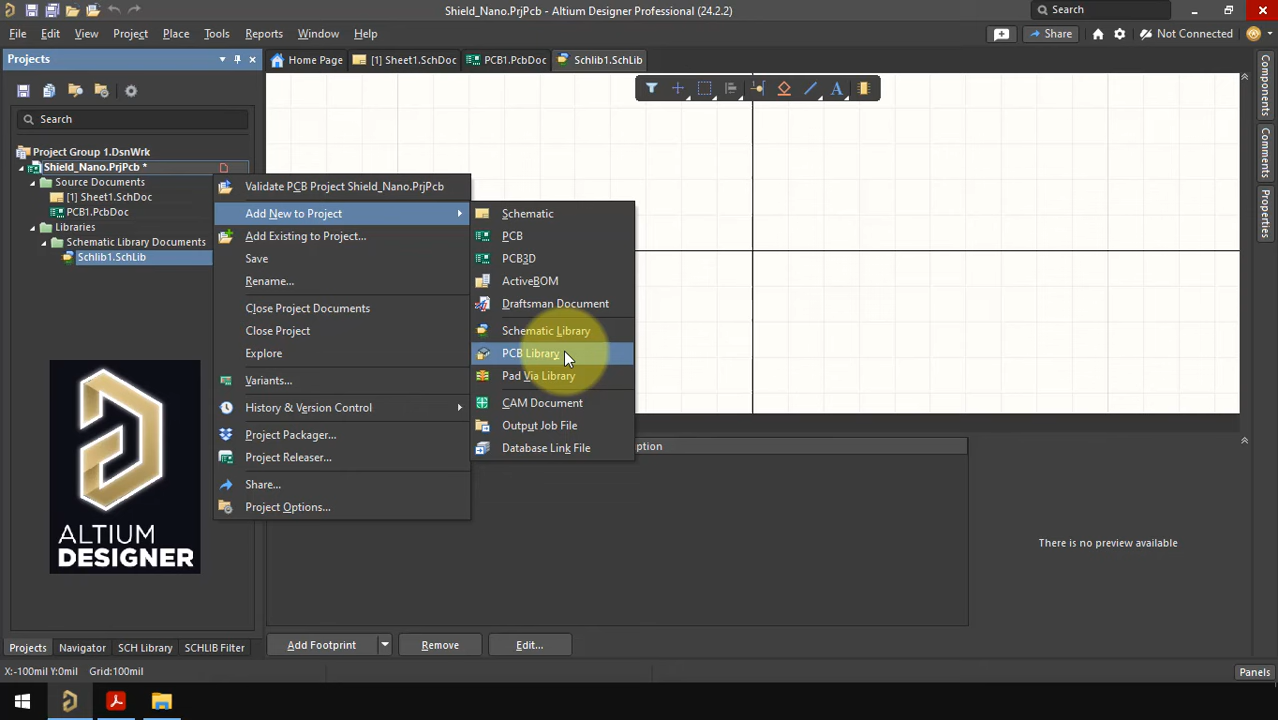 Shield_Nano.PrjPcb - Altium Designer Professional (24.2.2)
Search
File Edit View Project Place Tools Reports Window Help
Share Not Connected
Projects
Home Page [1] Sheet1.SchDoc PCB1.PcbDoc Schlib1.SchLib
Search
Project Group 1.DsnWrk
Shield_Nano.PrjPcb *
Source Documents
[1] Sheet1.SchDoc
PCB1.PcbDoc
Libraries
Schematic Library Documents
Schlib1.SchLib
Validate PCB Project Shield_Nano.PrjPcb
Add New to Project
Add Existing to Project...
Save
Rename...
Close Project Documents
Close Project
Explore
Variants...
History & Version Control
Project Packager...
Project Releaser...
Share...
Project Options...
Schematic
PCB
PCB3D
ActiveBOM
Draftsman Document
Schematic Library
PCB Library
Pad Via Library
CAM Document
Output Job File
Database Link File
Components
Comments
Properties
ption
There is no preview available
ALTIUM
DESIGNER
Add Footprint Remove Edit...
Projects Navigator SCH Library SCHLIB Filter
X:-100mil Y:0mil Grid:100mil
Panels